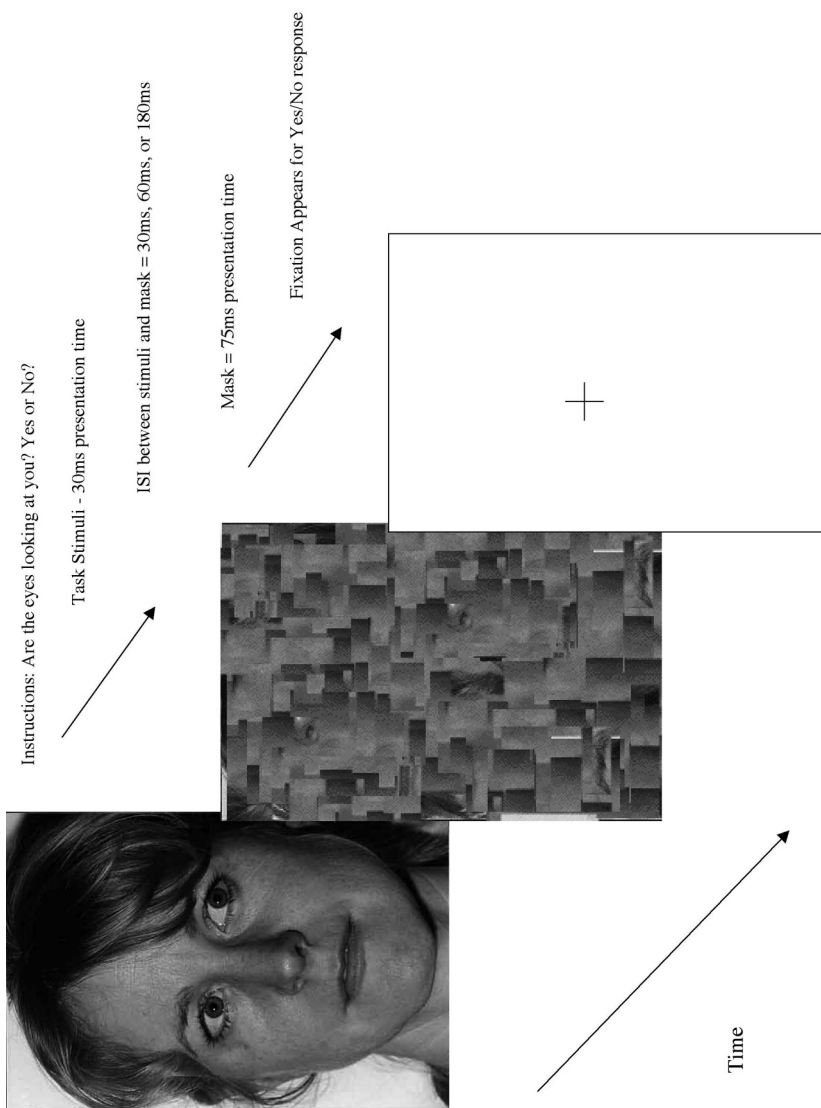 Instructions: Are the eyes looking at you? Yes or No?
Task Stimuli - 30ms presentation time
ISI between stimuli and mask = 30ms, 60ms, or 180ms
Mask = 75ms presentation time
Fixation Appears for Yes/No response
Time